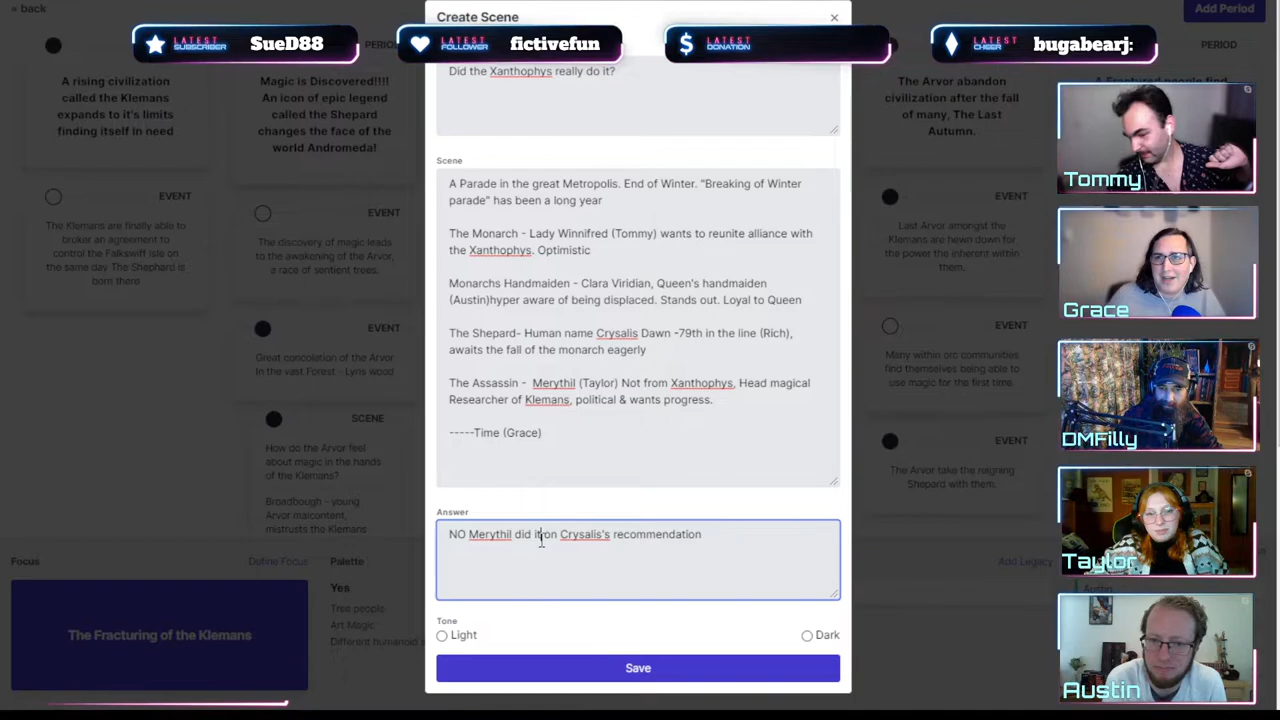 « back
Create Scene
Add Period
LATEST SUBSCRIBER SueD88
LATEST FOLLOWER fictivefun
LATEST DONATION
LATEST CHEER bugabearj:
PERIOD
A rising civilization
called the Klemans
expands to it's limits
finding itself in need
Magic is Discovered!!!!
An icon of epic legend
called the Shepard
changes the face of the
world Andromeda!
EVENT
The Klemans are finally able to
broker an agreement to
control the Falkswiff isle on
the same day The Shepherd is
born there
EVENT
The discovery of magic leads
to the awakening of the Arvor,
a race of sentient trees.
EVENT
Great concolation of the Arvor
In the vast Forest - Lyris wood
SCENE
How do the Arvor feel
about magic in the hands
of the Klemans?
Broadbough - young
Arvor malcontent,
mistrusts the Klemans
Did the Xanthophys really do it?
Scene
A Parade in the great Metropolis. End of Winter. "Breaking of Winter
parade" has been a long year
The Monarch - Lady Winnifred (Tommy) wants to reunite alliance with
the Xanthophys. Optimistic
Monarchs Handmaiden - Clara Viridian, Queen's handmaiden
(Austin)hyper aware of being displaced. Stands out. Loyal to Queen
The Shepard- Human name Crysalis Dawn -79th in the line (Rich),
awaits the fall of the monarch eagerly
The Assassin -  Merythil (Taylor) Not from Xanthophys, Head magical
Researcher of Klemans, political & wants progress.
-----Time (Grace)
Answer
NO Merythil did it on Crysalis's recommendation
Tone
Light
Dark
Save
PERIOD
The Arvor abandon
civilization after the fall
of many, The Last
Autumn.
A Fractured people find
EVENT
Last Arvor amongst the
Klemans are hewn down for
the power the inherent within
them.
EVENT
Many within orc communities
find themselves being able to
use magic for the first time.
EVENT
The Arvor take the reigning
Shepard with them.
Focus
Define Focus
The Fracturing of the Klemans
Palette
Yes
Tree people
Art Magic
Different humanoid s
Add Legacy
Austin
Tommy
Grace
DMFilly
Taylor
Austin